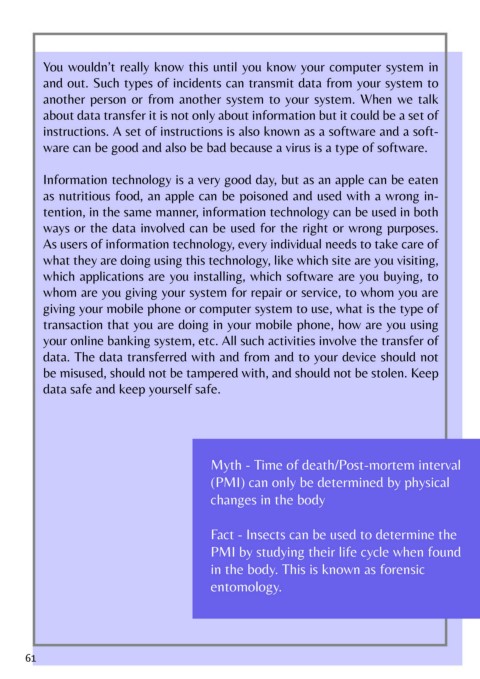 You wouldn't really know this until you know your computer system in
and out. Such types of incidents can transmit data from your system to
another person or from another system to your system. When we talk
about data transfer it is not only about information but it could be a set of
instructions. A set of instructions is also known as a software and a soft-
ware can be good and also be bad because a virus is a type of software.
Information technology is a very good day, but as an apple can be eaten
as nutritious food, an apple can be poisoned and used with a wrong in-
tention, in the same manner, information technology can be used in both
ways or the data involved can be used for the right or wrong purposes.
As users of information technology, every individual needs to take care of
what they are doing using this technology, like which site are you visiting,
which applications are you installing, which software are you buying, to
whom are you giving your system for repair or service, to whom you are
giving your mobile phone or computer system to use, what is the type of
transaction that you are doing in your mobile phone, how are you using
your online banking system, etc. All such activities involve the transfer of
data. The data transferred with and from and to your device should not
be misused, should not be tampered with, and should not be stolen. Keep
data safe and keep yourself safe.
Myth - Time of death/Post-mortem interval
(PMI) can only be determined by physical
changes in the body
Fact - Insects can be used to determine the
PMI by studying their life cycle when found
in the body. This is known as forensic
entomology.
61